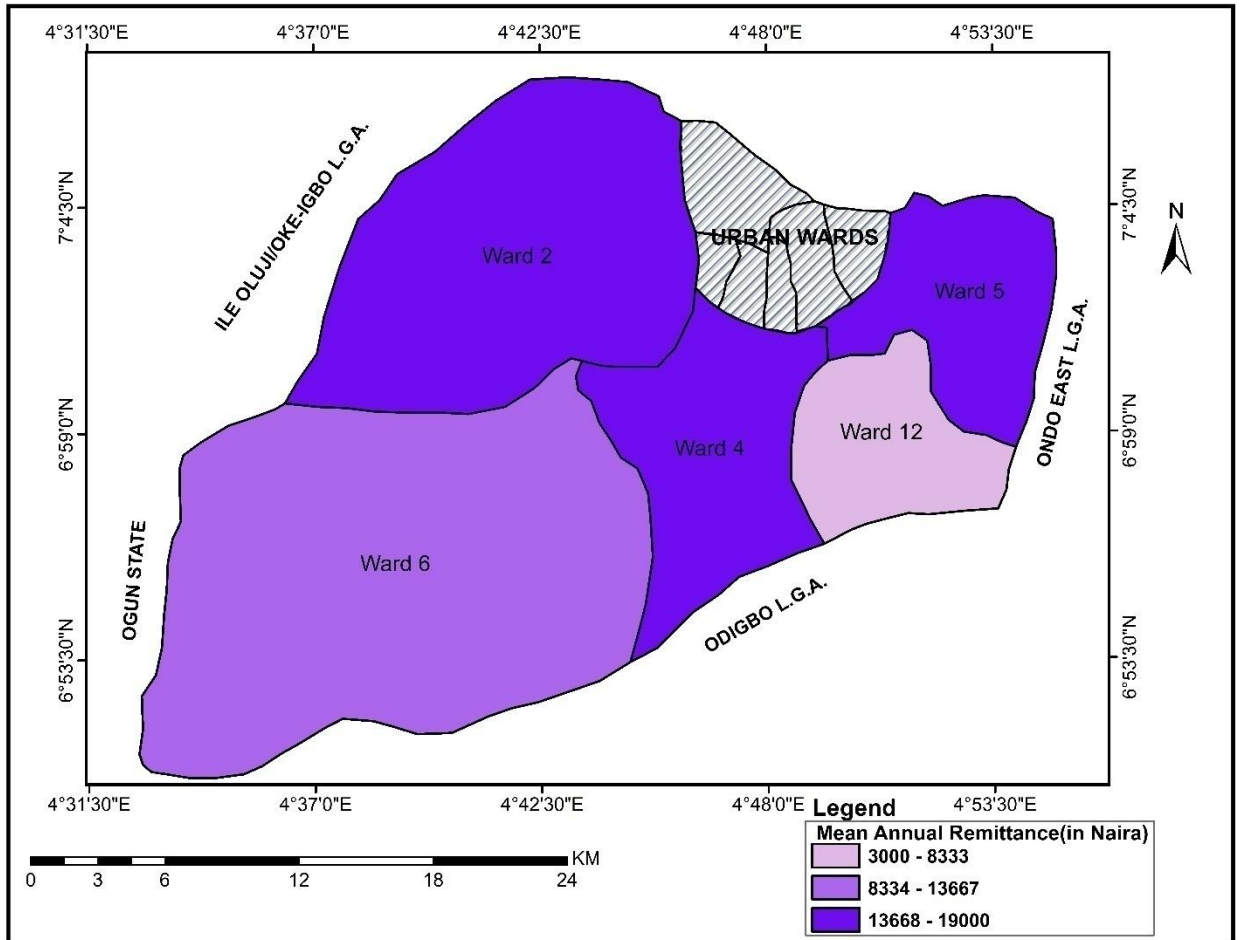 4°31'30"E
4°37'0"E
4°42'30"E
4°48'0"E
4°53'30"E
7°4'30"N
7°4'30"N
N
ILE OLUJI/OKE-IGBO L.G.A.
URBAN WARDS
Ward 2
Ward 5
ONDO EAST L.G.A.
Ward 12
Ward 4
6°59'0"N
6°59'0"N
Ward 6
OGUN STATE
ODIGBO L.G.A.
6°53'30"N
6°53'30"N
4°31'30"E
4°37'0"E
4°42'30"E
4°48'0"E
4°53'30"E
Legend
Mean Annual Remittance(in Naira)
3000 - 8333
8334 - 13667
13668 - 19000
KM
0 3 6 12 18 24